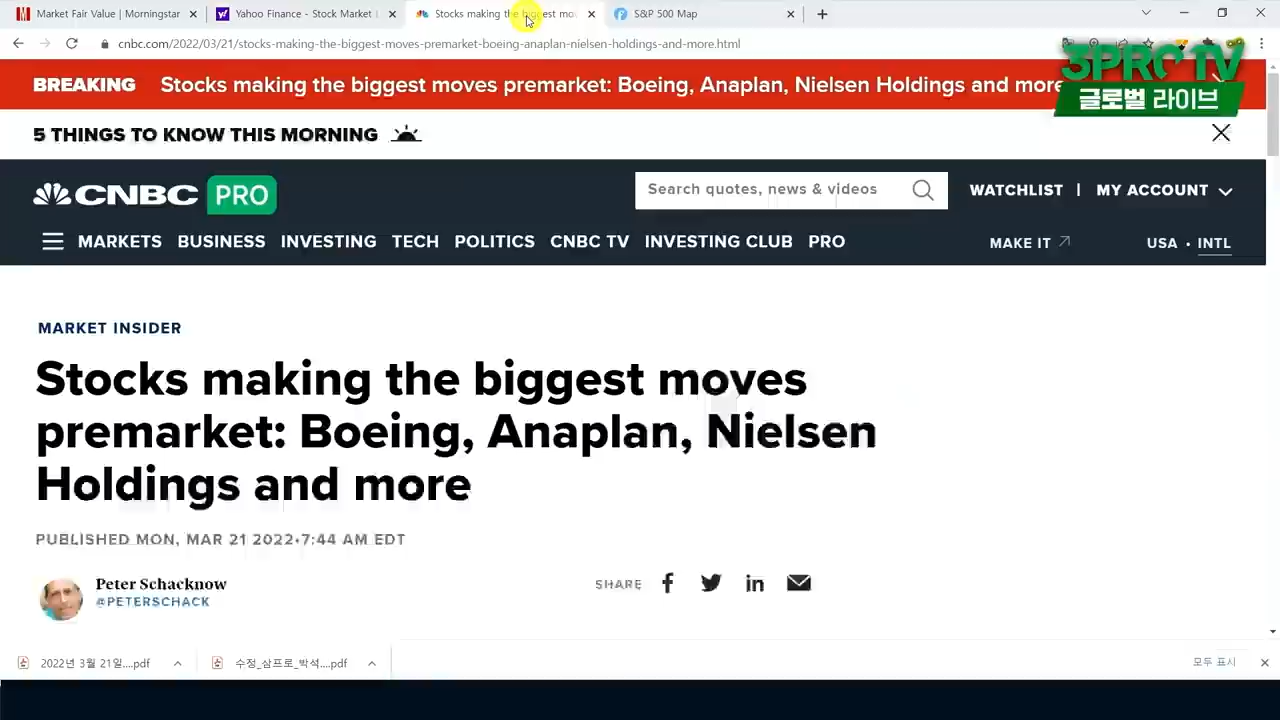 Market Fair Value | Morningstar
Yahoo Finance - Stock Market L
Stocks making the biggest mo
S&P 500 Map
cnbc.com/2022/03/21/stocks-making-the-biggest-moves-premarket-boeing-anaplan-nielsen-holdings-and-more.html
3PRO TV
글로벌 라이브
BREAKING Stocks making the biggest moves premarket: Boeing, Anaplan, Nielsen Holdings and more
5 THINGS TO KNOW THIS MORNING
CNBC PRO
Search quotes, news & videos
WATCHLIST | MY ACCOUNT
MARKETS BUSINESS INVESTING TECH POLITICS CNBC TV INVESTING CLUB PRO
MAKE IT
USA • INTL
MARKET INSIDER
Stocks making the biggest moves
premarket: Boeing, Anaplan, Nielsen
Holdings and more
PUBLISHED MON, MAR 21 2022•7:44 AM EDT
Peter Schacknow
@PETERSCHACK
SHARE
2022년 3월 21일....pdf
수정_삼프로_박석....pdf
모두 표시